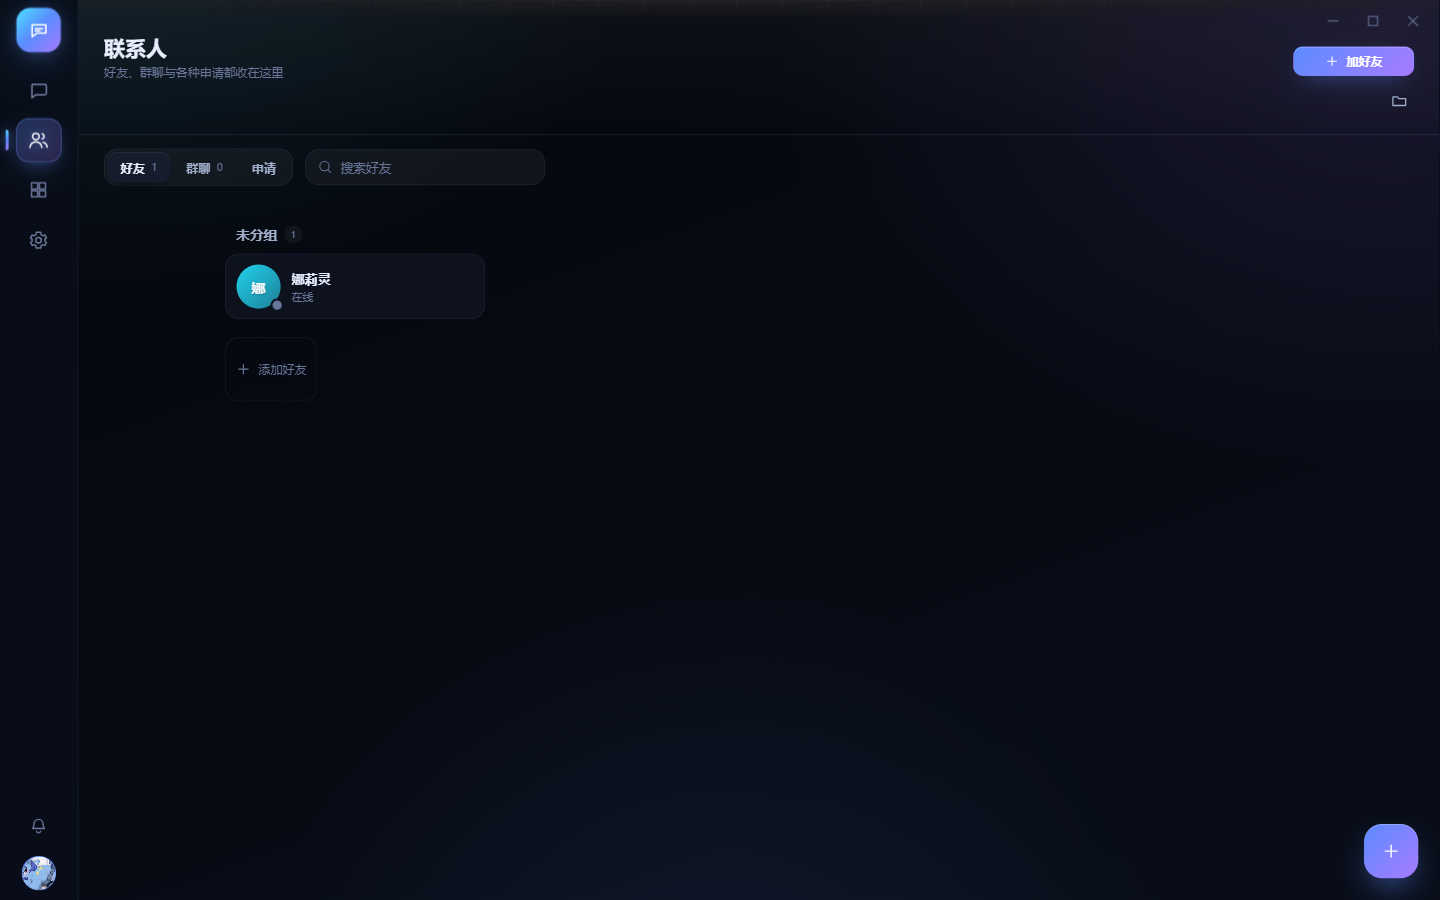 联系人
好友、群聊与各种申请都收在这里
加好友
好友 1 群聊 0 申请
搜索好友
未分组 1
娜
娜莉灵
在线
添加好友